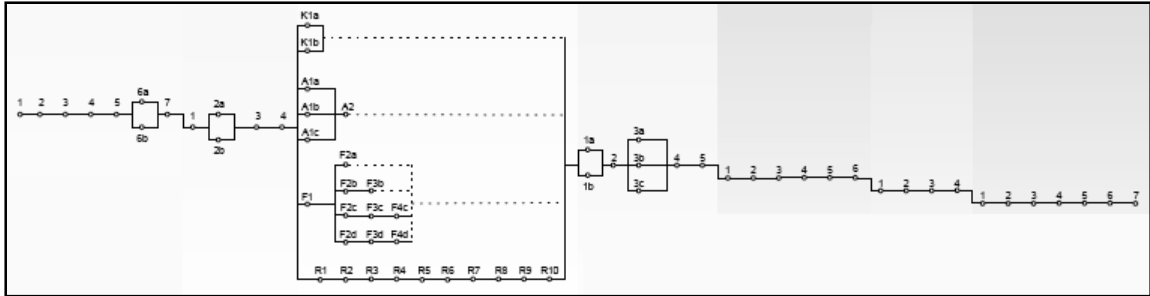 K1a
K1b
A1a
A1b A2
A1c
1 2 3 4 5 6a 7
6b
1 2a 3 4
2b
F2a
F2b F3b
F1 F2c F3c F4c
F2d F3d F4d
R1 R2 R3 R4 R5 R6 R7 R8 R9 R10
1a 2 3a
1b 3b 4 5
3c
1 2 3 4 5 6
1 2 3 4
1 2 3 4 5 6 7